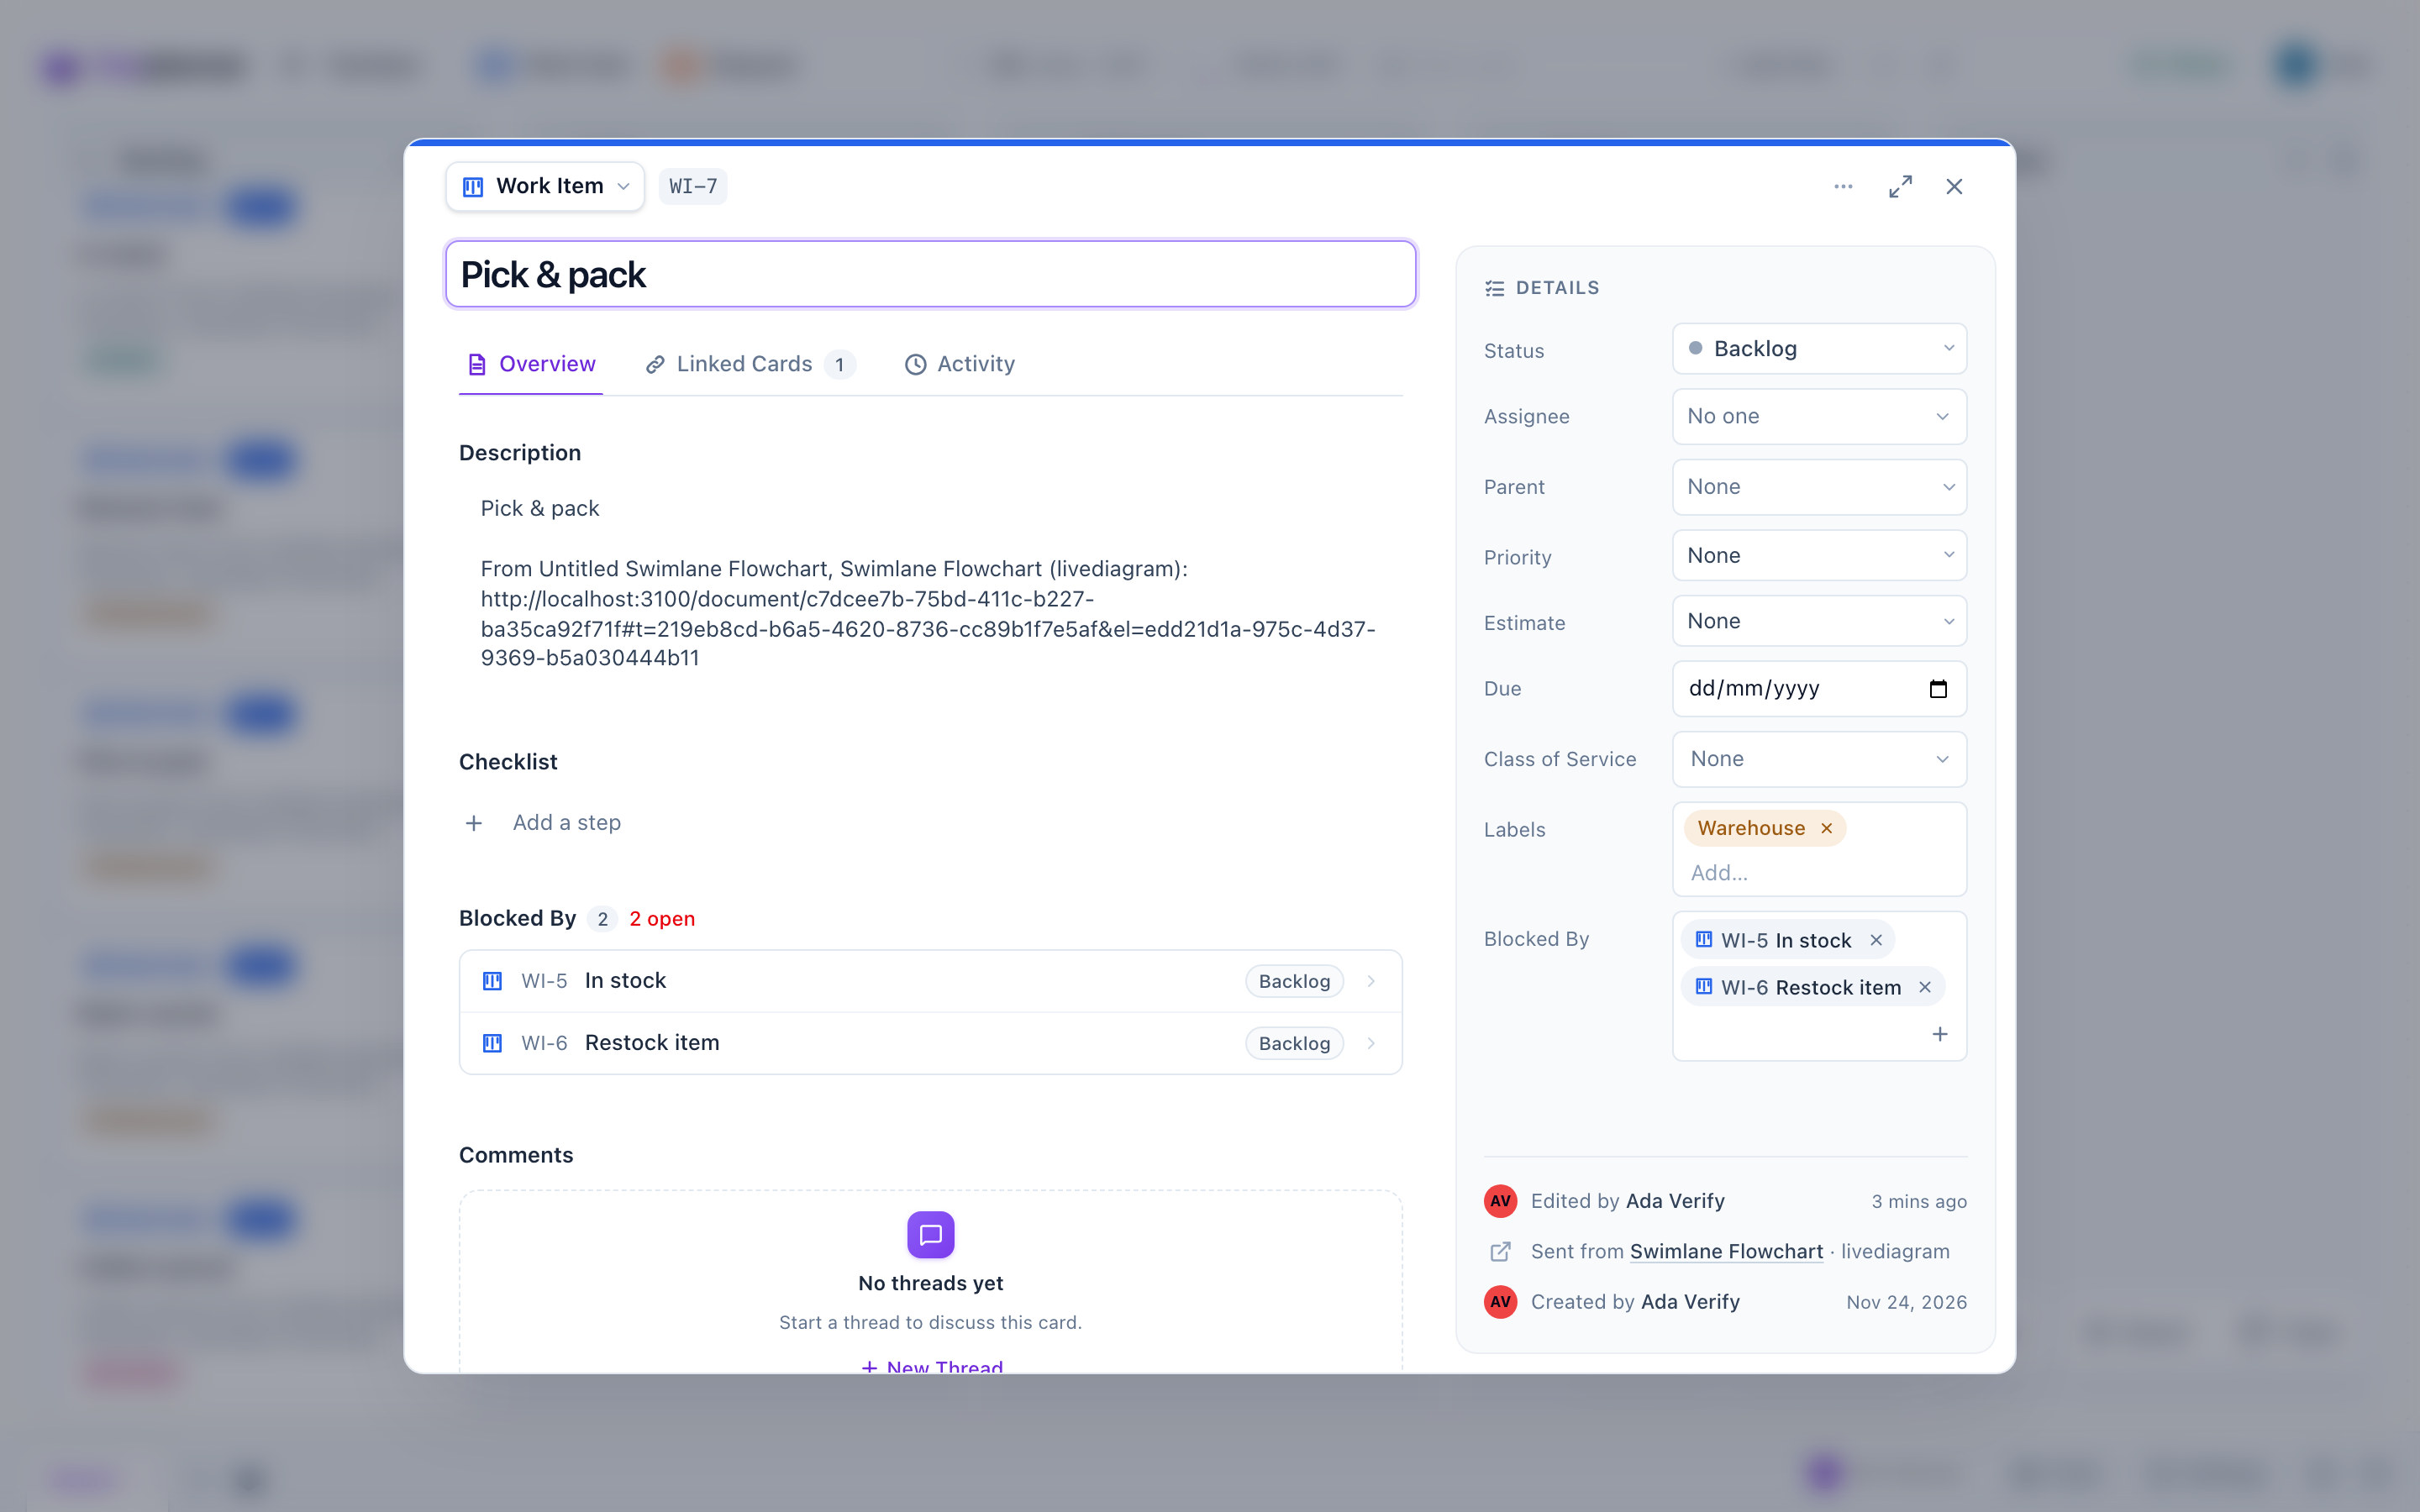 Work Item
WI-7
Pick & pack
Overview
Linked Cards 1
Activity
Description
Pick & pack
From Untitled Swimlane Flowchart, Swimlane Flowchart (livediagram):
http://localhost:3100/document/c7dcee7b-75bd-411c-b227-
ba35ca92f71f#t=219eb8cd-b6a5-4620-8736-cc89b1f7e5af&el=edd21d1a-975c-4d37-
9369-b5a030444b11
Checklist
Add a step
Blocked By 2 2 open
WI-5 In stock Backlog
WI-6 Restock item Backlog
Comments
No threads yet
Start a thread to discuss this card.
+ New Thread
DETAILS
Status Backlog
Assignee No one
Parent None
Priority None
Estimate None
Due dd/mm/yyyy
Class of Service None
Labels Warehouse
Add...
Blocked By WI-5 In stock
WI-6 Restock item
AV Edited by Ada Verify 3 mins ago
Sent from Swimlane Flowchart · livediagram
AV Created by Ada Verify Nov 24, 2026